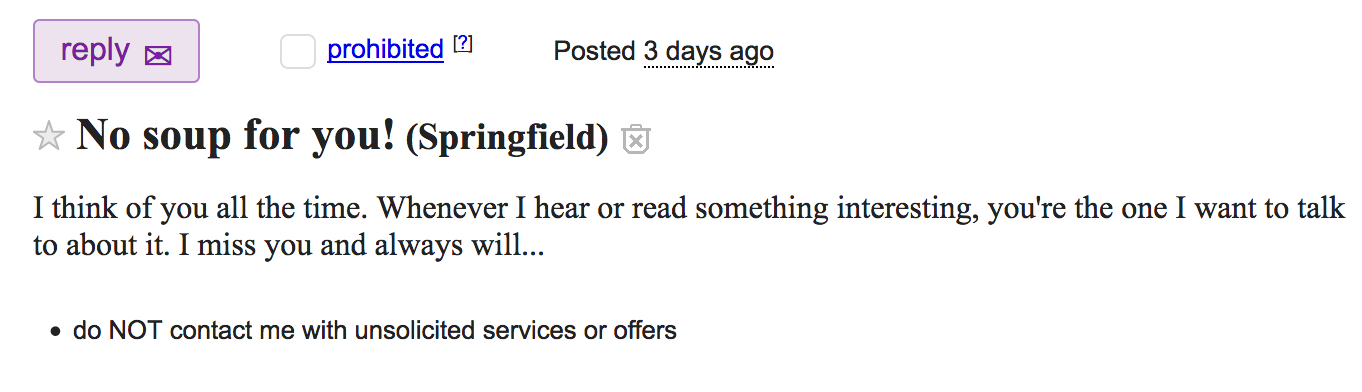 reply prohibited [?] Posted 3 days ago
No soup for you! (Springfield)
I think of you all the time. Whenever I hear or read something interesting, you're the one I want to talk
to about it. I miss you and always will...
• do NOT contact me with unsolicited services or offers